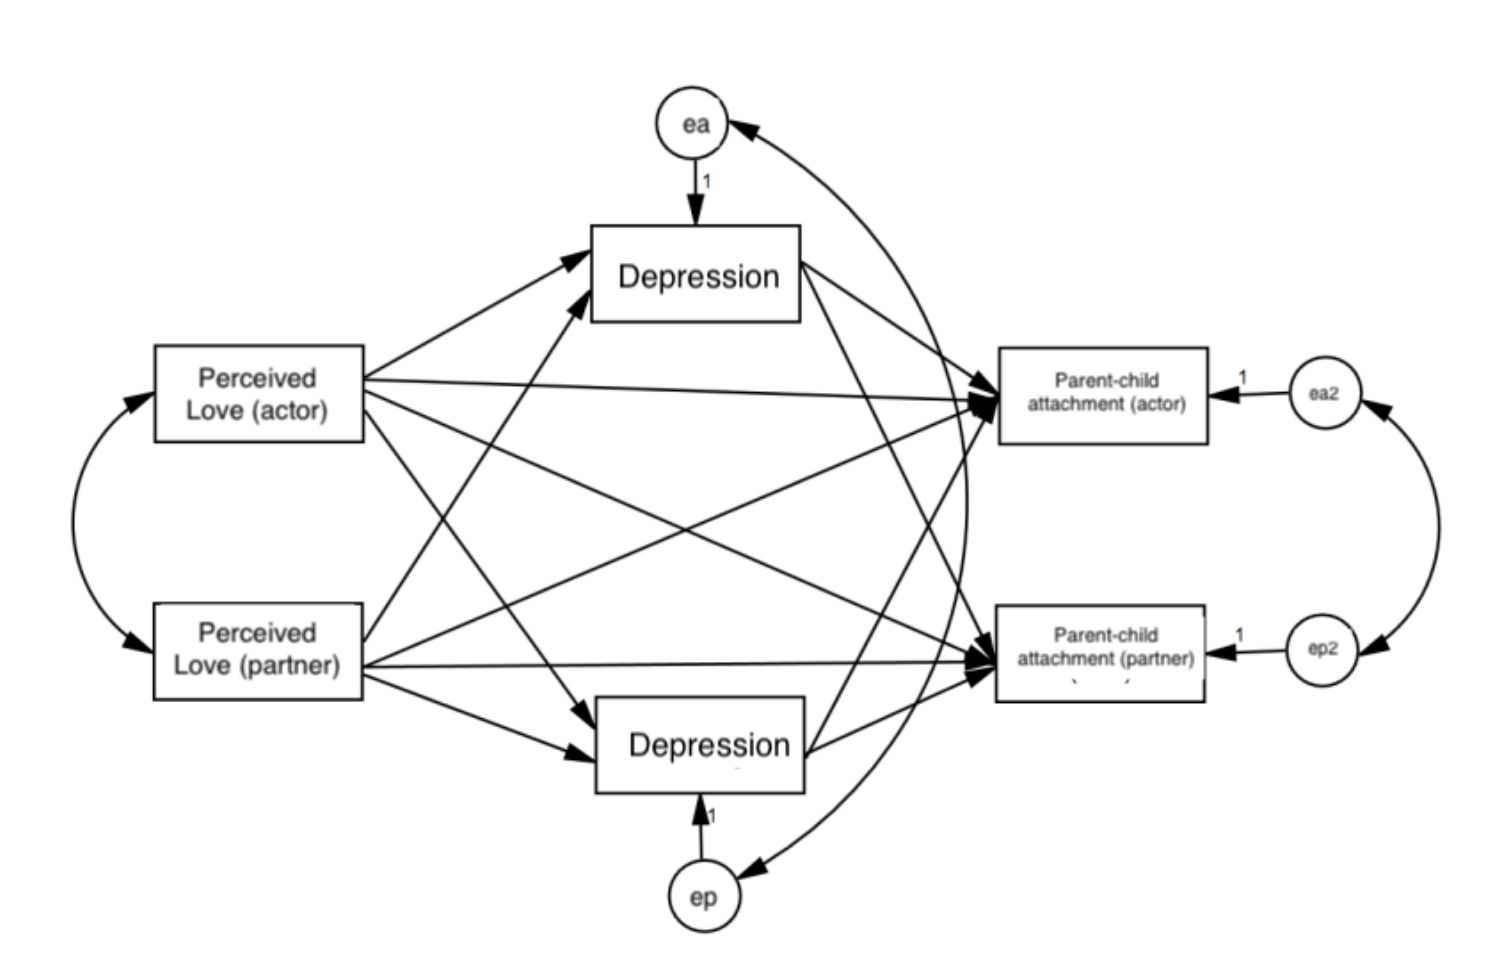 ea
1
Depression
Perceived
Love (actor)
Parent-child
attachment (actor)
1
ea2
Perceived
Love (partner)
Parent-child
attachment (partner)
1
ep2
Depression
1
ep